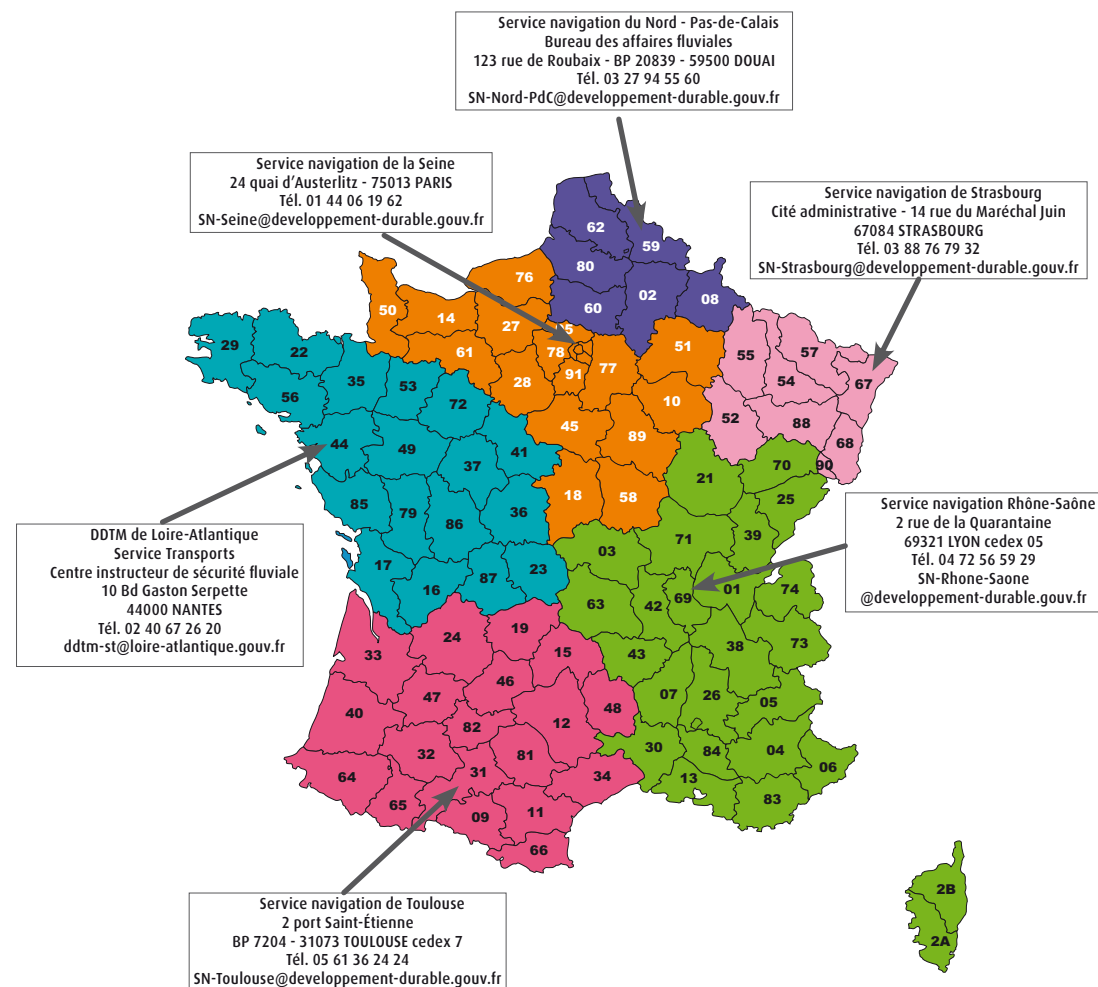 Service navigation du Nord - Pas-de-Calais
Bureau des affaires fluviales
123 rue de Roubaix - BP 20839 - 59500 DOUAI
Tél. 03 27 94 55 60
SN-Nord-PdC@developpement-durable.gouv.fr
Service navigation de la Seine
24 quai d'Austerlitz - 75013 PARIS
Tél. 01 44 06 19 62
SN-Seine@developpement-durable.gouv.fr
Service navigation de Strasbourg
Cité administrative - 14 rue du Maréchal Juin
67084 STRASBOURG
Tél. 03 88 76 79 32
SN-Strasbourg@developpement-durable.gouv.fr
62
59
80
76
60
02
08
50
14
27
78
77
51
55
57
29
22
61
91
54
67
35
53
28
56
72
10
52
88
45
89
68
44
49
41
37
21
70
90
18
58
25
85
79
86
36
71
39
Service navigation Rhône-Saône
2 rue de la Quarantaine
69321 LYON cedex 05
Tél. 04 72 56 59 29
SN-Rhone-Saone
@developpement-durable.gouv.fr
DDTM de Loire-Atlantique
Service Transports
Centre instructeur de sécurité fluviale
10 Bd Gaston Serpette
44000 NANTES
Tél. 02 40 67 26 20
ddtm-st@loire-atlantique.gouv.fr
03
17
16
87
23
63
42
69
01
74
24
19
33
15
43
38
73
46
47
07
26
05
40
48
82
12
32
81
30
84
04
06
64
31
34
13
65
09
11
83
66
2B
2A
Service navigation de Toulouse
2 port Saint-Étienne
BP 7204 - 31073 TOULOUSE cedex 7
Tél. 05 61 36 24 24
SN-Toulouse@developpement-durable.gouv.fr